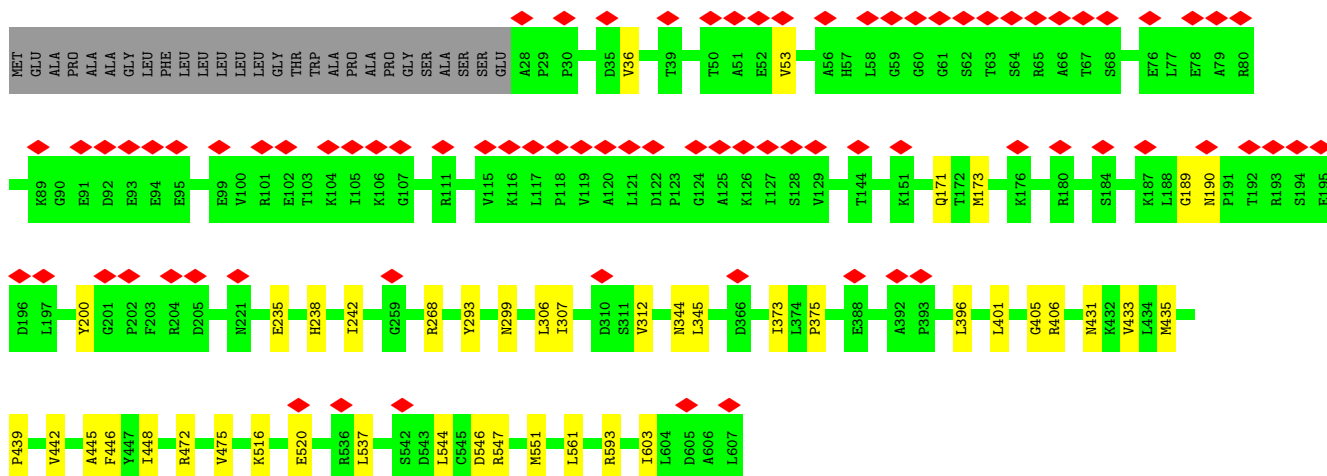 MET GLU ALA PRO ALA ALA GLY LEU PHE LEU LEU LEU LEU LEU GLY THR TRP ALA PRO ALA PRO GLY SER ALA SER SER GLU A28 P29 P30 D35 V36 T39 T50 A51 E52 V53 A56 H57 L58 G59 G60 G61 S62 T63 S64 R65 A66 T67 S68 E76 L77 E78 A79 R80
K89 G90 E91 D92 E93 E94 E95 E99 V100 R101 E102 T103 K104 I105 K106 G107 R111 V115 K116 L117 P118 V119 A120 L121 D122 P123 G124 A125 K126 I127 S128 V129 T144 K151 Q171 T172 M173 K176 R180 S184 K187 L188 G189 N190 P191 T192 R193 S194 E195
D196 L197 Y200 G201 P202 F203 R204 D205 N221 E235 H238 I242 G259 R268 Y293 N299 L306 I307 D310 S311 V312 N344 L345 D366 I373 L374 P375 E388 A392 P393 L396 L401 G405 R406 N431 K432 V433 L434 M435
P439 V442 A445 F446 Y447 I448 R472 V475 K516 E520 R536 L537 S542 D543 L544 C545 D546 R547 M551 L561 R593 I603 L604 D605 A606 L607